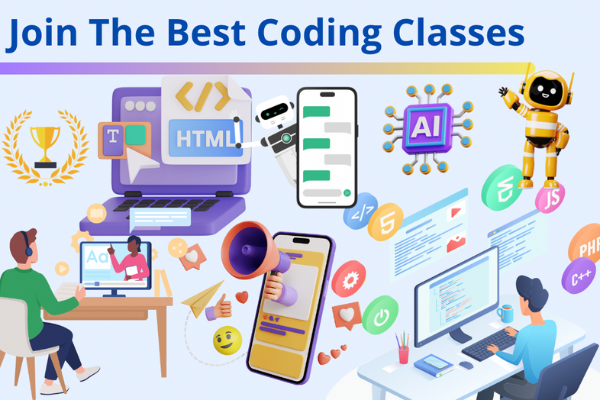 Join The Best Coding Classes
</>
T
HTML
AI
</>
5
JS
Aa
PHP
C++